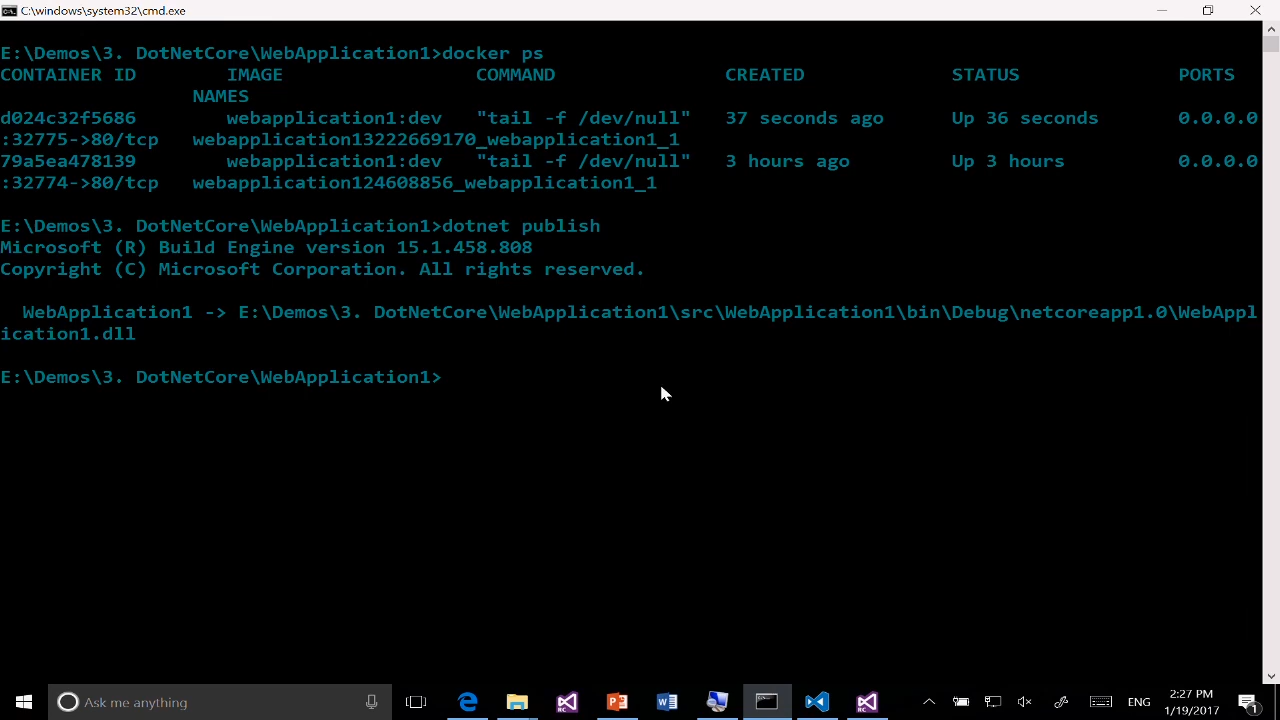 C:\windows\system32\cmd.exe
E:\Demos\3. DotNetCore\WebApplication1>docker ps
CONTAINER ID IMAGE COMMAND CREATED STATUS PORTS
NAMES
d024c32f5686 webapplication1:dev "tail -f /dev/null" 37 seconds ago Up 36 seconds 0.0.0.0
:32775->80/tcp webapplication13222669170_webapplication1_1
79a5ea478139 webapplication1:dev "tail -f /dev/null" 3 hours ago Up 3 hours 0.0.0.0
:32774->80/tcp webapplication124608856_webapplication1_1
E:\Demos\3. DotNetCore\WebApplication1>dotnet publish
Microsoft (R) Build Engine version 15.1.458.808
Copyright (C) Microsoft Corporation. All rights reserved.
WebApplication1 -> E:\Demos\3. DotNetCore\WebApplication1\src\WebApplication1\bin\Debug\netcoreapp1.0\WebAppl
ication1.dll
E:\Demos\3. DotNetCore\WebApplication1>
Ask me anything
RC
P
W
RC
ENG
2:27 PM
1/19/2017
1